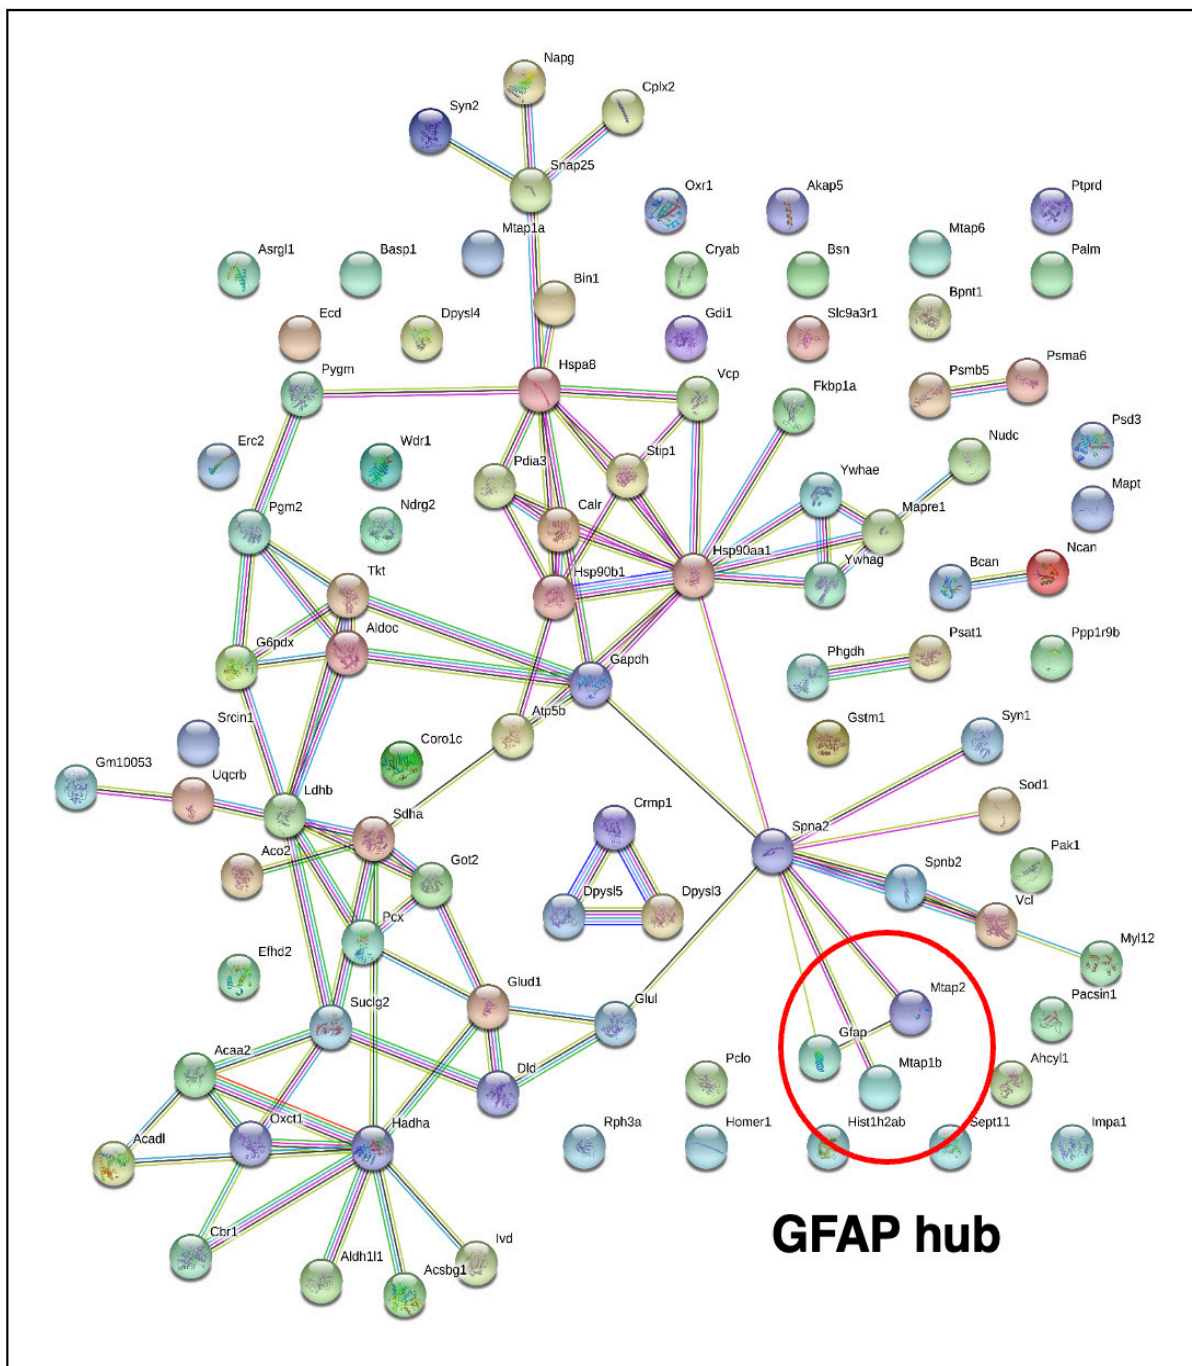 Napg
Cplx2
Syn2
Snap25
Oxr1
Akap5
Ptprd
Mtap1a
Mtap6
Asrgl1
Basp1
Cryab
Bsn
Palm
Bin1
Bpnt1
Ecd
Dpysl4
Gdi1
Slc9a3r1
Pygm
Hspa8
Vcp
Psmb5
Psma6
Fkbp1a
Erc2
Wdr1
Pdia3
Stip1
Nudc
Psd3
Ywhae
Mapt
Pgm2
Ndrg2
Calr
Mapre1
Tkt
Hsp90b1
Hsp90aa1
Ywhag
Bcan
Ncan
G6pdx
Aldoc
Gapdh
Phgdh
Psat1
Ppp1r9b
Srcin1
Atp5b
Coro1c
Gstm1
Syn1
Gm10053
Uqcrb
Ldhb
Sdha
Crmp1
Spna2
Sod1
Aco2
Got2
Dpysl5
Dpysl3
Spnb2
Pak1
Pcx
Vcl
Efhd2
Myl12
Suclg2
Glud1
Glul
Mtap2
Pacsin1
Gfap
Acaa2
Dld
Pclo
Mtap1b
Ahcyl1
Acadl
Oxct1
Hadha
Rph3a
Homer1
Hist1h2ab
Sept11
Impa1
Cbr1
Aldh1l1
Acsbg1
Ivd
GFAP hub